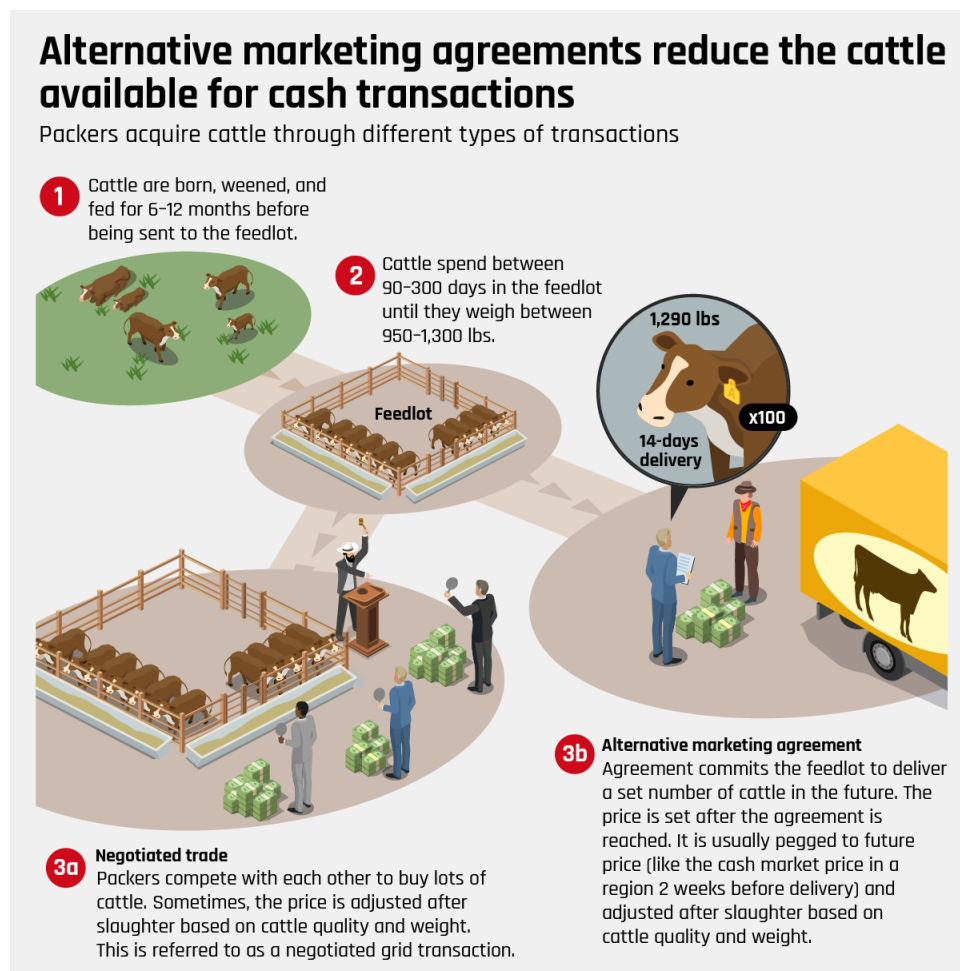 Alternative marketing agreements reduce the cattle
available for cash transactions
Packers acquire cattle through different types of transactions
1
Cattle are born, weened, and
fed for 6–12 months before
being sent to the feedlot.
2
Cattle spend between
90–300 days in the feedlot
until they weigh between
950–1,300 lbs.
1,290 lbs
A
x100
14-days
delivery
Feedlot
3a
Negotiated trade
Packers compete with each other to buy lots of
cattle. Sometimes, the price is adjusted after
slaughter based on cattle quality and weight.
This is referred to as a negotiated grid transaction.
3b
Alternative marketing agreement
Agreement commits the feedlot to deliver
a set number of cattle in the future. The
price is set after the agreement is
reached. It is usually pegged to future
price (like the cash market price in a
region 2 weeks before delivery) and
adjusted after slaughter based on
cattle quality and weight.